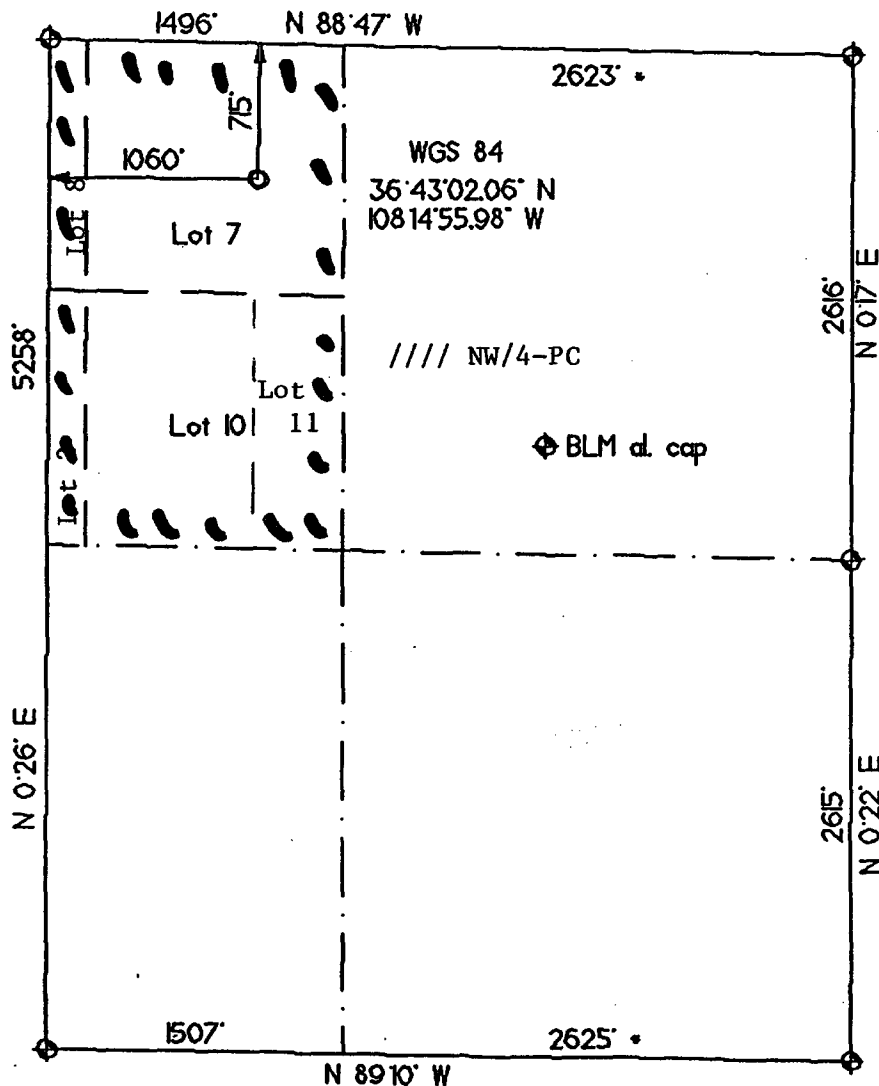 1496' N 88°47' W
2623' *
715'
1060'
WGS 84
36°43'02.06" N
108°14'55.98" W
Lot 8
Lot 7
5258'
2616'
N 0°17' E
//// NW/4-PC
Lot
11
Lot 10
BLM al. cap
Lot 2
N 0°26' E
2615'
N 0°22' E
1507'
2625' *
N 89°10' W